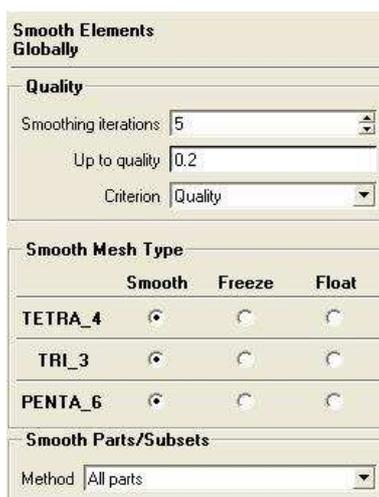 Smooth Elements
Globally
Quality
Smoothing iterations 5
Up to quality 0.2
Criterion Quality
Smooth Mesh Type
Smooth Freeze Float
TETRA_4
TRI_3
PENTA_6
Smooth Parts/Subsets
Method All parts